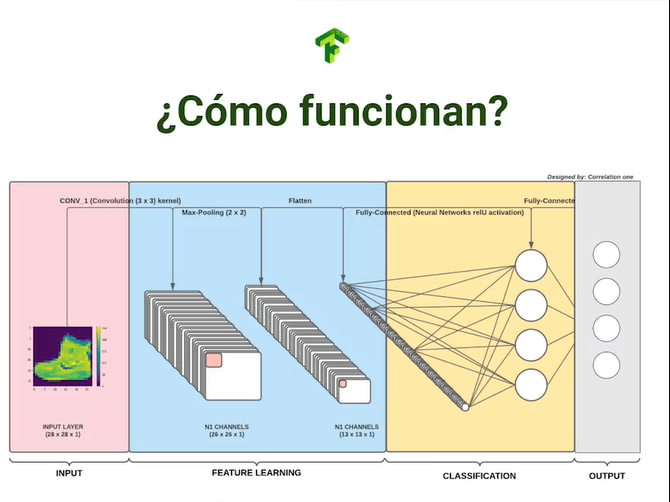 ¿Cómo funcionan?
Designed by: Correlation one
CONV_1 (Convolution (3 x 3) kernel)
Flatten
Fully-Connecte
Max-Pooling (2 x 2)
Fully-Connected (Neural Networks relU activation)
INPUT LAYER
(28 x 28 x 1)
N1 CHANNELS
(26 x 26 x 1)
N1 CHANNELS
(13 x 13 x 1)
INPUT
FEATURE LEARNING
CLASSIFICATION
OUTPUT